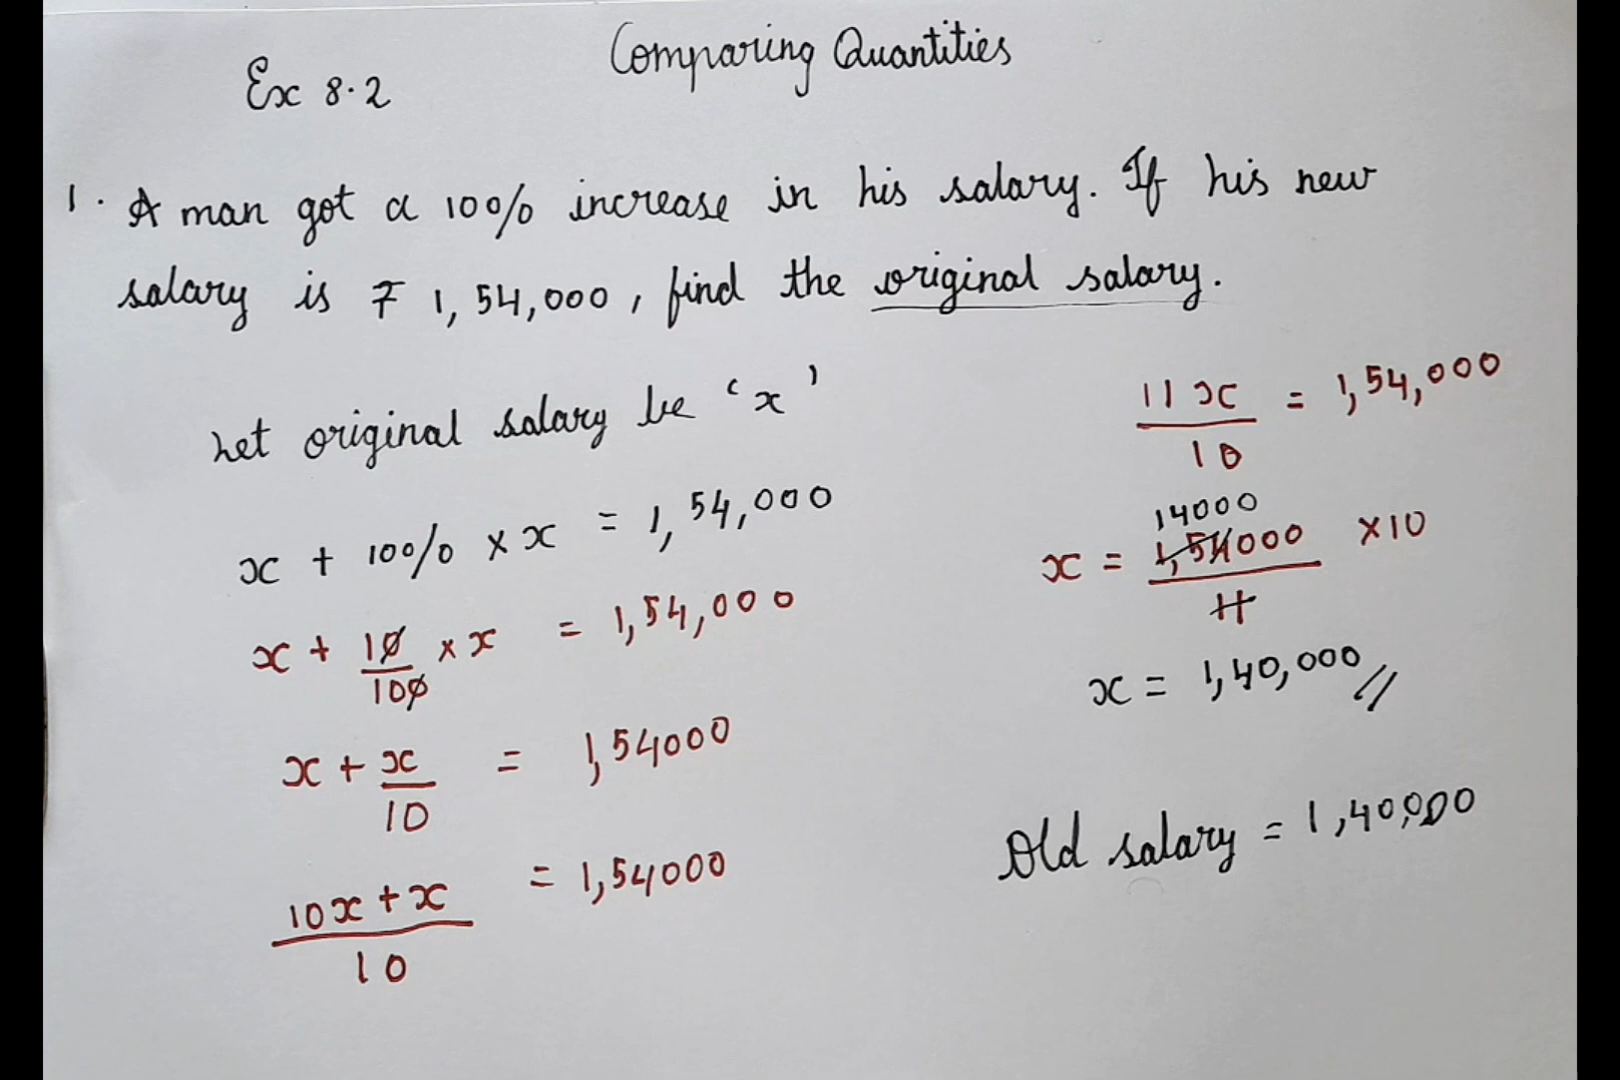 Comparing Quantities
Ex 8.2
1. A man got a 10% increase in his salary. If his new
salary is ₹ 1,54,000, find the original salary.
Let original salary be 'x'
x + 10% × x = 1,54,000
x + 10/100 × x = 1,54,000
x + x/10 = 1,54000
10x + x/10 = 1,54000
11x/10 = 1,54,000
14000
x = 1,54000/11 × 10
x = 1,40,000//
Old salary = 1,40,000